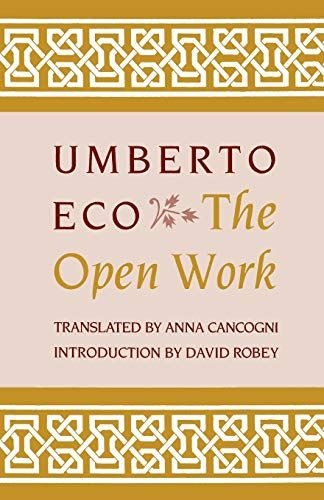 UMBERTO
ECO The
Open Work
TRANSLATED BY ANNA CANCOGNI
INTRODUCTION BY DAVID ROBEY